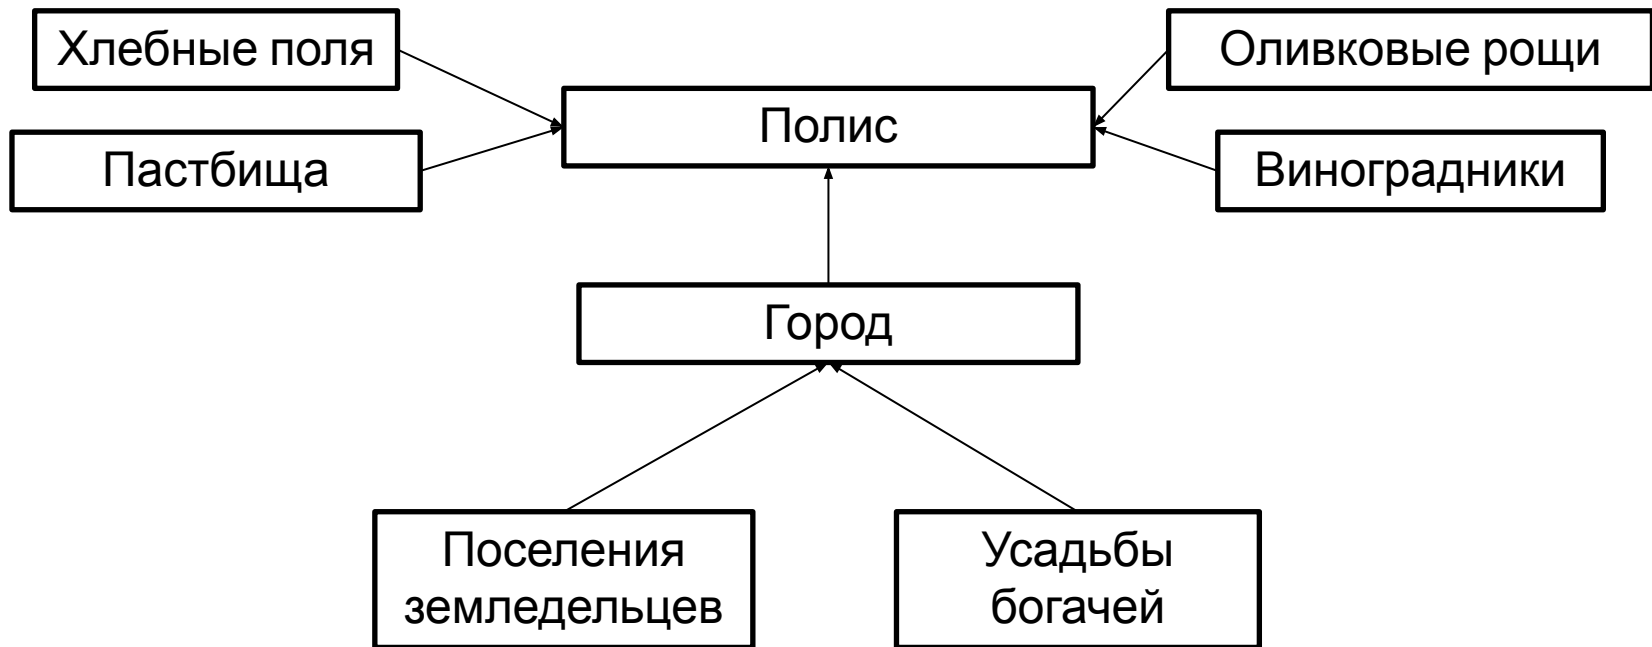 Хлебные поля
Оливковые рощи
Полис
Пастбища
Виноградники
Город
Поселения
земледельцев
Усадьбы
богачей